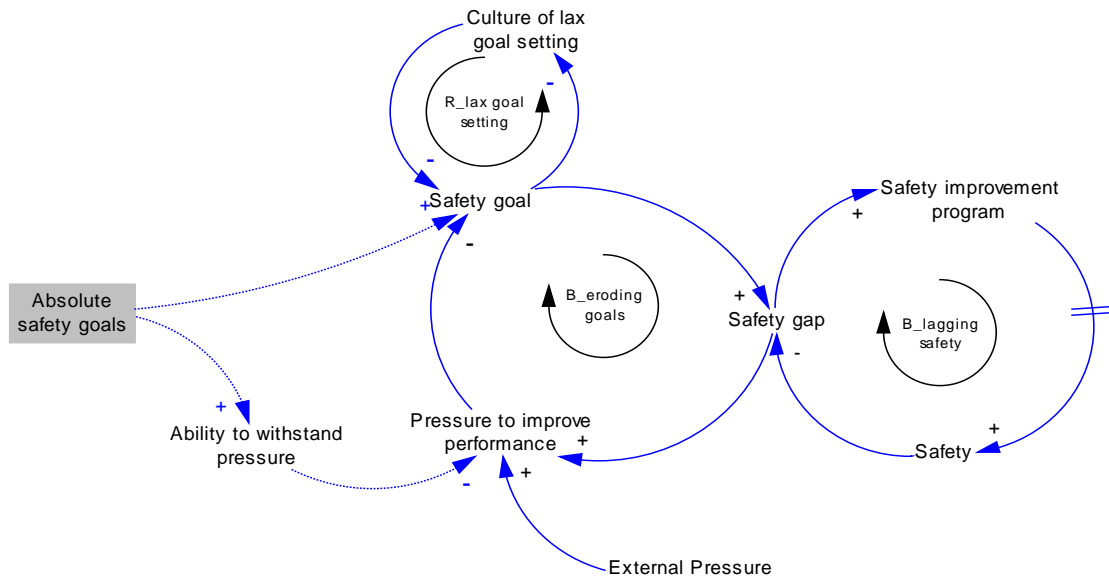 Culture of lax
goal setting
-
R_lax goal
setting
-
+
Safety goal
-
Safety improvement
program
+
Absolute
safety goals
B_eroding
goals
+
Safety gap
-
B_lagging
safety
+
Ability to withstand
pressure
Pressure to improve
performance
+
+
-
+
Safety
External Pressure